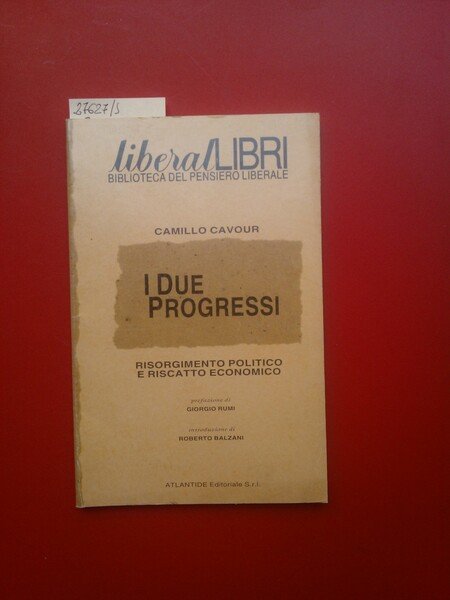 27627/S
liberalLIBRI
BIBLIOTECA DEL PENSIERO LIBERALE
CAMILLO CAVOUR
I DUE
PROGRESSI
RISORGIMENTO POLITICO
E RISCATTO ECONOMICO
prefazione di
GIORGIO RUMI
introduzione di
ROBERTO BALZANI
ATLANTIDE Editoriale S.r.l.